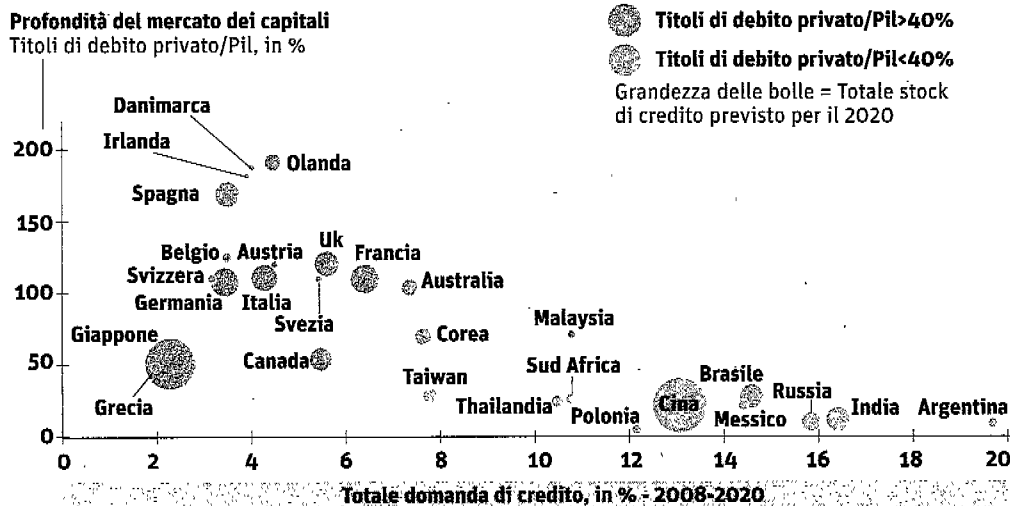 Profondità del mercato dei capitali
Titoli di debito privato/Pil, in %
Titoli di debito privato/Pil>40%
Titoli di debito privato/Pil<40%
Grandezza delle bolle = Totale stock
di credito previsto per il 2020
Danimarca
Irlanda
200
Olanda
Spagna
150
Belgio
Austria
Uk
Francia
Svizzera
Australia
100
Germania
Italia
Svezia
Malaysia
Giappone
Corea
50
Canada
Sud Africa
Taiwan
Brasile
Russia
Grecia
Thailandia
Cina
India
Argentina
Polonia
Messico
0
0 2 4 6 8 10 12 14 16 18 20
Totale domanda di credito, in % - 2008-2020